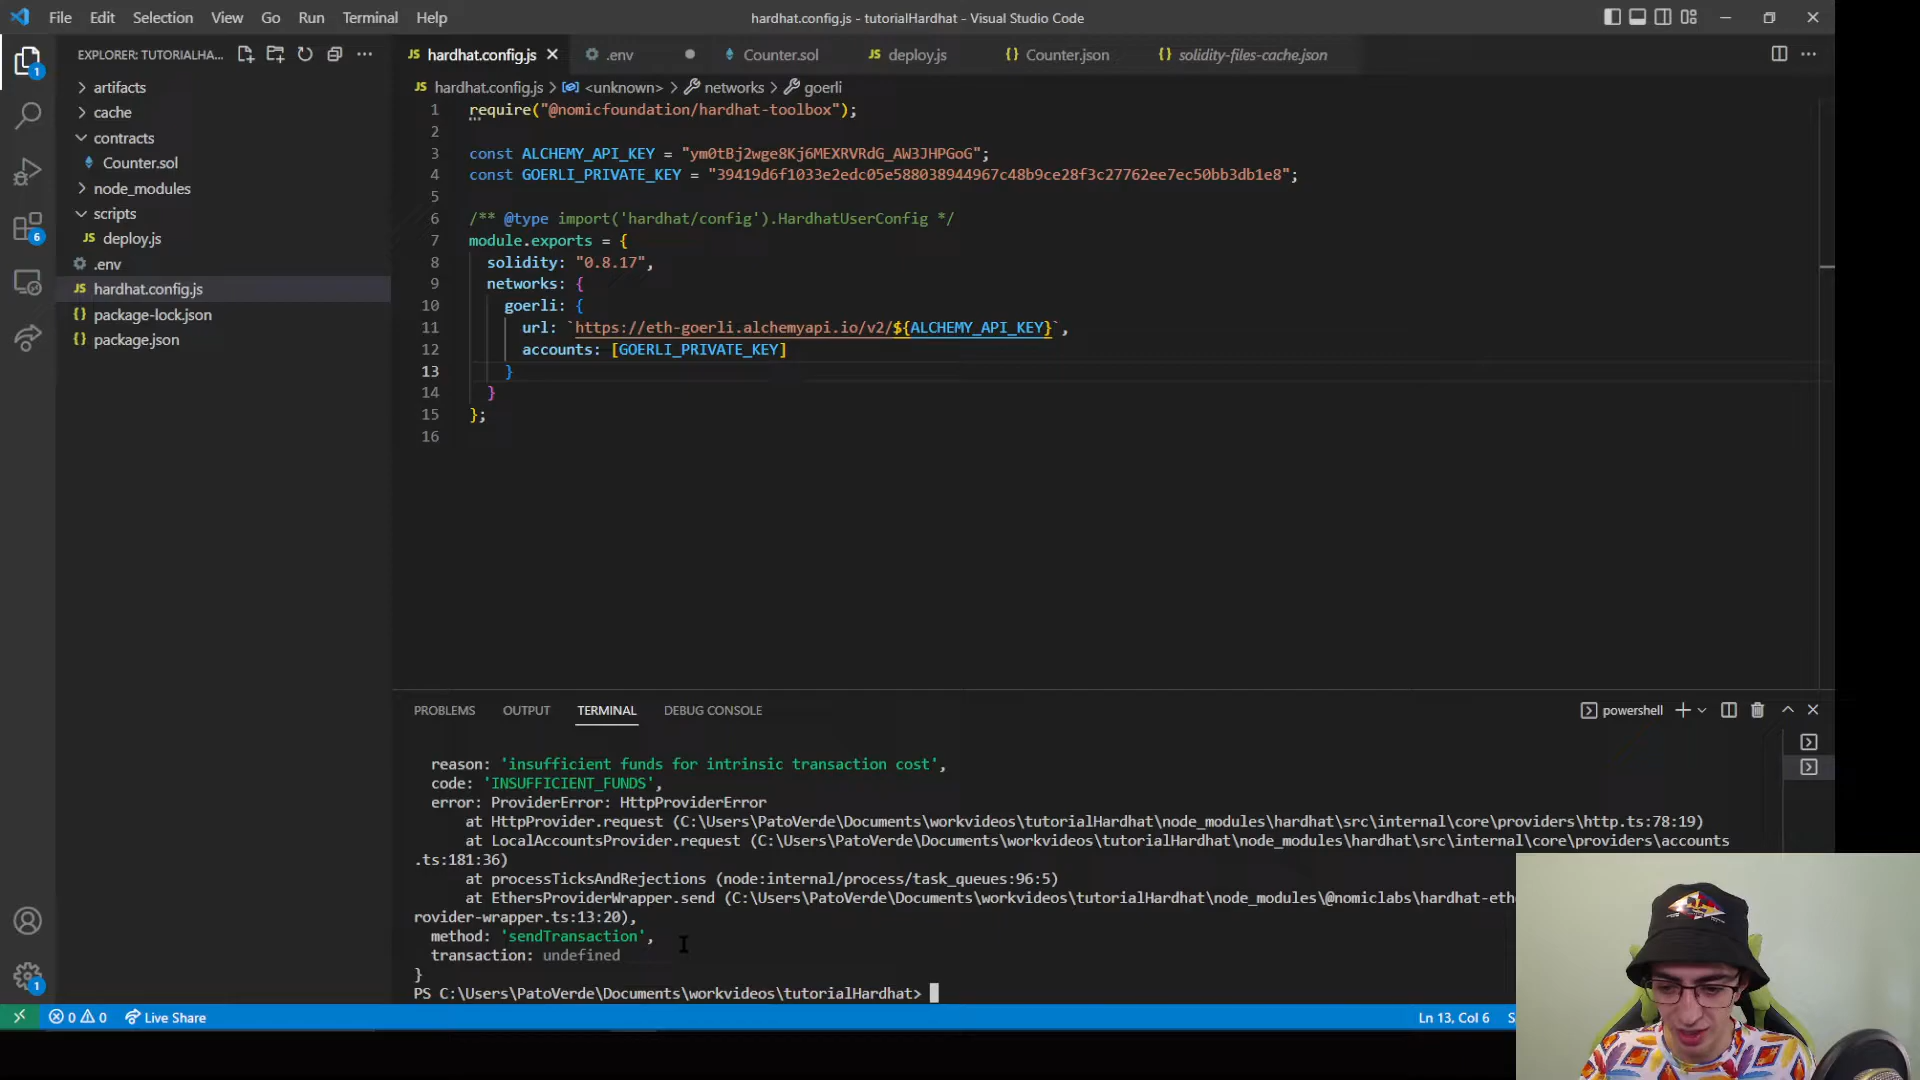 File Edit Selection View Go Run Terminal Help
hardhat.config.js - tutorialHardhat - Visual Studio Code
EXPLORER: TUTORIALHA...
JS hardhat.config.js
.env
Counter.sol
JS deploy.js
{} Counter.json
{} solidity-files-cache.json
JS hardhat.config.js > <unknown> > networks > goerli
artifacts
cache
contracts
Counter.sol
node_modules
scripts
JS deploy.js
.env
JS hardhat.config.js
{} package-lock.json
{} package.json
1
6
1
1 require("@nomicfoundation/hardhat-toolbox");
2
3 const ALCHEMY_API_KEY = "ym0tBj2wge8Kj6MEXRVRdG_AW3JHPGoG";
4 const GOERLI_PRIVATE_KEY = "39419d6f1033e2edc05e588038944967c48b9ce28f3c27762ee7ec50bb3db1e8";
5
6 /** @type import('hardhat/config').HardhatUserConfig */
7 module.exports = {
8 solidity: "0.8.17",
9 networks: {
10 goerli: {
11 url: `https://eth-goerli.alchemyapi.io/v2/${ALCHEMY_API_KEY}`,
12 accounts: [GOERLI_PRIVATE_KEY]
13 }
14 }
15 };
16
PROBLEMS OUTPUT TERMINAL DEBUG CONSOLE
powershell
reason: 'insufficient funds for intrinsic transaction cost',
code: 'INSUFFICIENT_FUNDS',
error: ProviderError: HttpProviderError
at HttpProvider.request (C:\Users\PatoVerde\Documents\workvideos\tutorialHardhat\node_modules\hardhat\src\internal\core\providers\http.ts:78:19)
at LocalAccountsProvider.request (C:\Users\PatoVerde\Documents\workvideos\tutorialHardhat\node_modules\hardhat\src\internal\core\providers\accounts
.ts:181:36)
at processTicksAndRejections (node:internal/process/task_queues:96:5)
at EthersProviderWrapper.send (C:\Users\PatoVerde\Documents\workvideos\tutorialHardhat\node_modules\@nomiclabs\hardhat-eth
rovider-wrapper.ts:13:20),
method: 'sendTransaction',
transaction: undefined
}
PS C:\Users\PatoVerde\Documents\workvideos\tutorialHardhat>
0 0 Live Share
Ln 13, Col 6